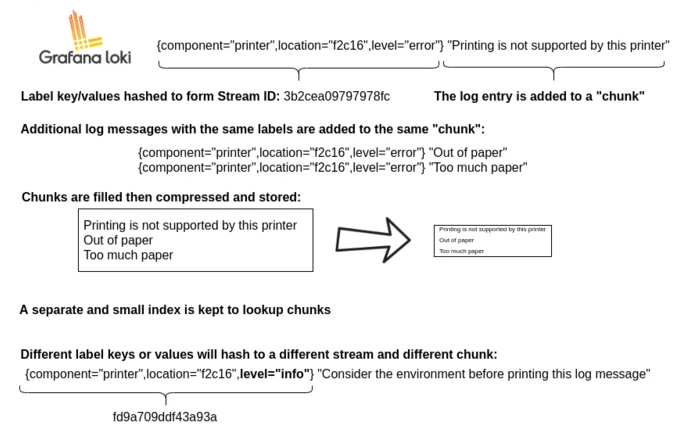 Grafana loki
{component="printer",location="f2c16",level="error"} "Printing is not supported by this printer"
Label key/values hashed to form Stream ID: 3b2cea09797978fc
The log entry is added to a "chunk"
Additional log messages with the same labels are added to the same "chunk":
{component="printer",location="f2c16",level="error"} "Out of paper"
{component="printer",location="f2c16",level="error"} "Too much paper"
Chunks are filled then compressed and stored:
Printing is not supported by this printer
Out of paper
Too much paper
Printing is not supported by this printer
Out of paper
Too much paper
A separate and small index is kept to lookup chunks
Different label keys or values will hash to a different stream and different chunk:
{component="printer",location="f2c16",level="info"} "Consider the environment before printing this log message"
fd9a709ddf43a93a